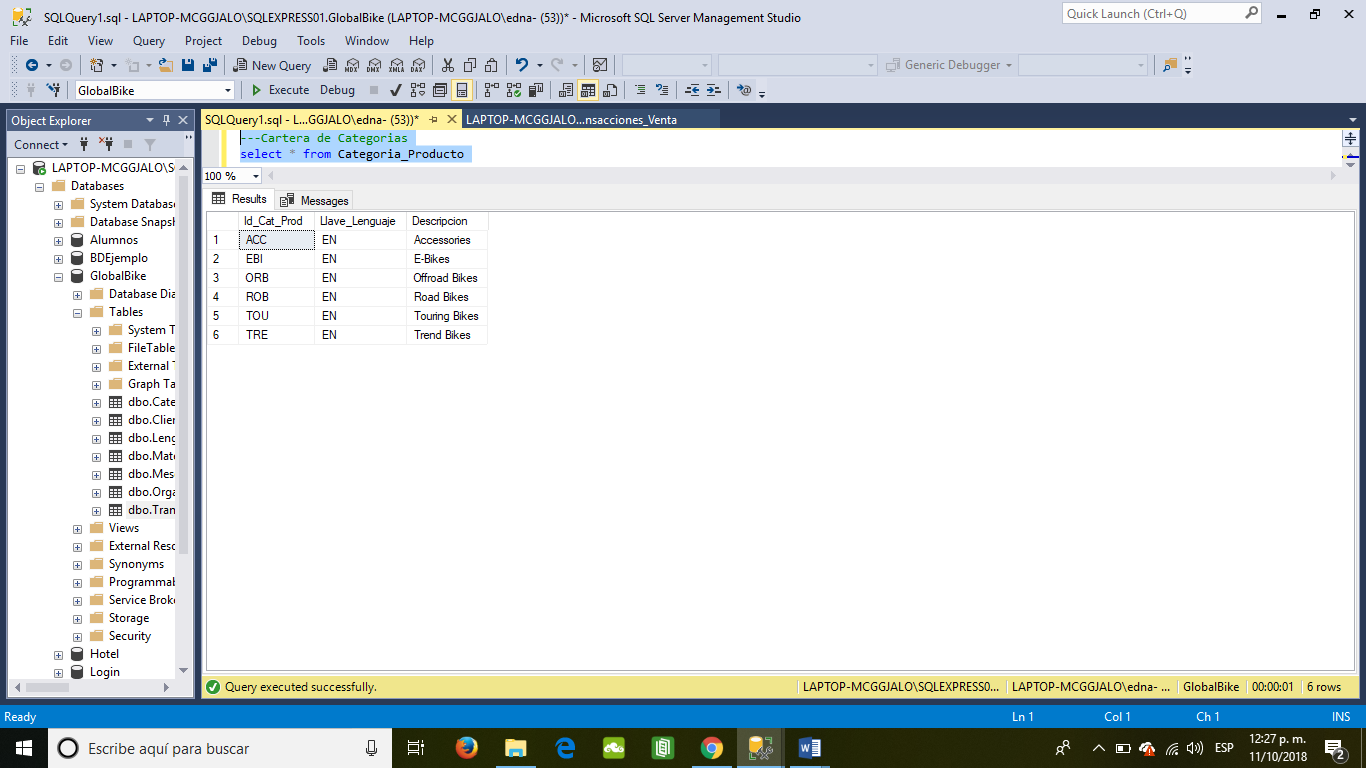 SQLQuery1.sql - LAPTOP-MCGGJALO\SQLEXPRESS01.GlobalBike (LAPTOP-MCGGJALO\edna- (53))* - Microsoft SQL Server Management Studio
Quick Launch (Ctrl+Q)
File Edit View Query Project Debug Tools Window Help
New Query MDX DMX XMLA DAX Generic Debugger
GlobalBike Execute Debug
Object Explorer
SQLQuery1.sql - L...GGJALO\edna- (53))* LAPTOP-MCGGJALO...nsacciones_Venta
Connect
LAPTOP-MCGGJALO\S
Databases
System Databas
Database Snapsh
Alumnos
BDEjemplo
GlobalBike
Database Dia
Tables
System T
FileTable
External T
Graph Ta
dbo.Cate
dbo.Clien
dbo.Leng
dbo.Mate
dbo.Mes
dbo.Orga
dbo.Tran
Views
External Reso
Synonyms
Programmab
Service Broke
Storage
Security
Hotel
Login
---Cartera de Categorias
select * from Categoria_Producto
100 %
Results Messages
Id_Cat_Prod Llave_Lenguaje Descripcion
1 ACC EN Accessories
2 EBI EN E-Bikes
3 ORB EN Offroad Bikes
4 ROB EN Road Bikes
5 TOU EN Touring Bikes
6 TRE EN Trend Bikes
Query executed successfully. LAPTOP-MCGGJALO\SQLEXPRESS0... LAPTOP-MCGGJALO\edna- ... GlobalBike 00:00:01 6 rows
Ready Ln 1 Col 1 Ch 1 INS
Escribe aquí para buscar ESP 12:27 p. m.
11/10/2018 2